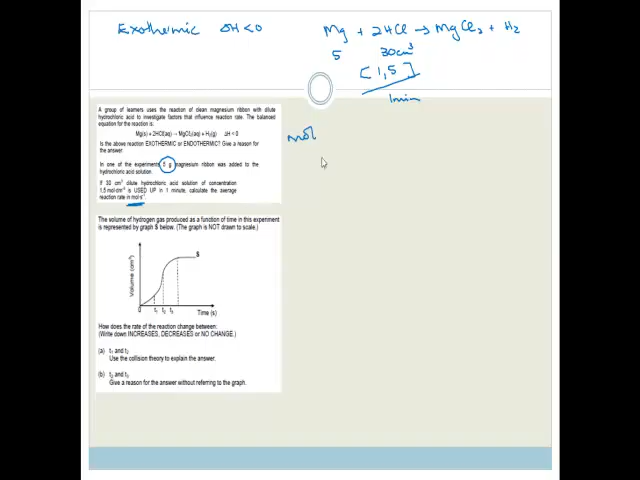 Exothermic ΔH<0
Mg + 2HCl → MgCl₂ + H₂
5 30cm³
[1,5]
1min
mol
A group of learners uses the reaction of clean magnesium ribbon with dilute
hydrochloric acid to investigate factors that influence reaction rate. The balanced
equation for the reaction is:
Mg(s) + 2HCℓ(aq) → MgCℓ₂(aq) + H₂(g) ΔH < 0
Is the above reaction EXOTHERMIC or ENDOTHERMIC? Give a reason for
the answer.
In one of the experiments 5 g magnesium ribbon was added to the
hydrochloric acid solution.
If 30 cm³ dilute hydrochloric acid solution of concentration
1,5 mol·dm⁻³ is USED UP in 1 minute, calculate the average
reaction rate in mol·s⁻¹.
The volume of hydrogen gas produced as a function of time in this experiment
is represented by graph S below. (The graph is NOT drawn to scale.)
S
Volume (cm³)
0 t₁ t₂ t₃ Time (s)
How does the rate of the reaction change between:
(Write down INCREASES, DECREASES or NO CHANGE.)
(a) t₁ and t₂
Use the collision theory to explain the answer.
(b) t₂ and t₃
Give a reason for the answer without referring to the graph.